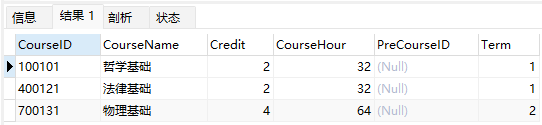 信息 结果 1 剖析 状态
CourseID CourseName Credit CourseHour PreCourseID Term
100101 哲学基础 2 32 (Null) 1
400121 法律基础 2 32 (Null) 1
700131 物理基础 4 64 (Null) 2